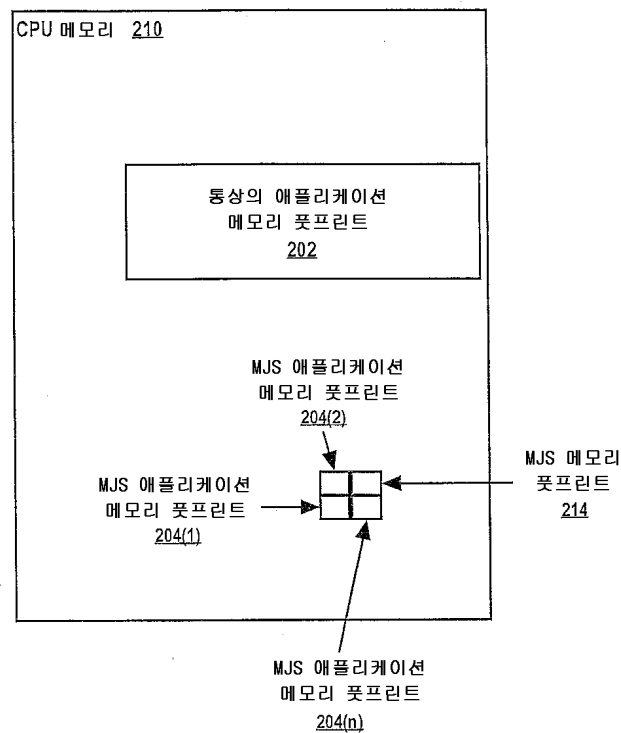 CPU 메모리 210
통상의 애플리케이션
메모리 풋프린트
202
MJS 애플리케이션
메모리 풋프린트
204(2)
MJS 애플리케이션
메모리 풋프린트
204(1)
MJS 메모리
풋프린트
214
MJS 애플리케이션
메모리 풋프린트
204(n)